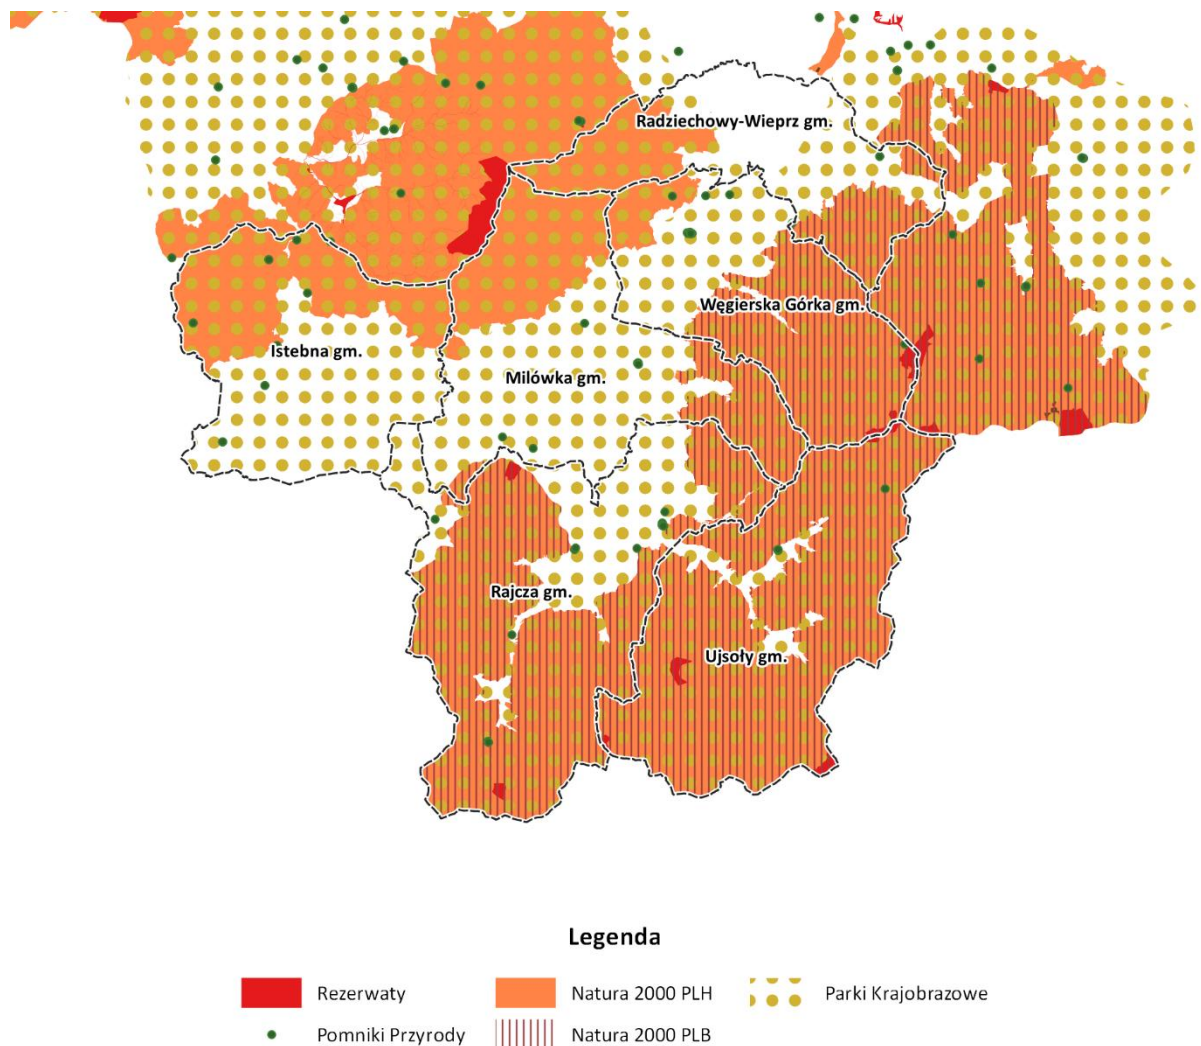 Radziechowy-Wieprz gm.
Węgierska Górka gm.
Istebna gm.
Milówka gm.
Rajcza gm.
Ujsoły gm.
Legenda
Rezerwaty
Natura 2000 PLH
Parki Krajobrazowe
Pomniki Przyrody
Natura 2000 PLB